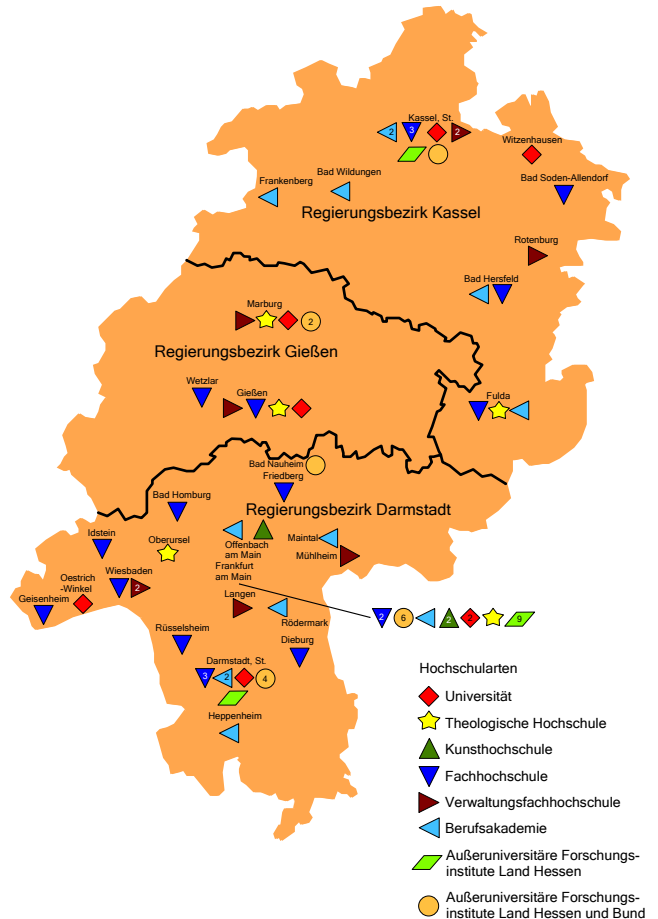 Kassel, St.
2
3
2
Witzenhausen
Bad Soden-Allendorf
Bad Wildungen
Frankenberg
Regierungsbezirk Kassel
Rotenburg
Bad Hersfeld
Marburg
2
Regierungsbezirk Gießen
Wetzlar
Gießen
Fulda
Bad Nauheim
Friedberg
Bad Homburg
Regierungsbezirk Darmstadt
Idstein
Oberursel
Offenbach
am Main
Maintal
Mühlheim
Frankfurt
am Main
Wiesbaden
2
Oestrich
-Winkel
Geisenheim
Langen
Rödermark
2
6
2
2
9
Rüsselsheim
Dieburg
Darmstadt, St.
3
2
4
Heppenheim
Hochschularten
Universität
Theologische Hochschule
Kunsthochschule
Fachhochschule
Verwaltungsfachhochschule
Berufsakademie
Außeruniversitäre Forschungs-
institute Land Hessen
Außeruniversitäre Forschungs-
institute Land Hessen und Bund